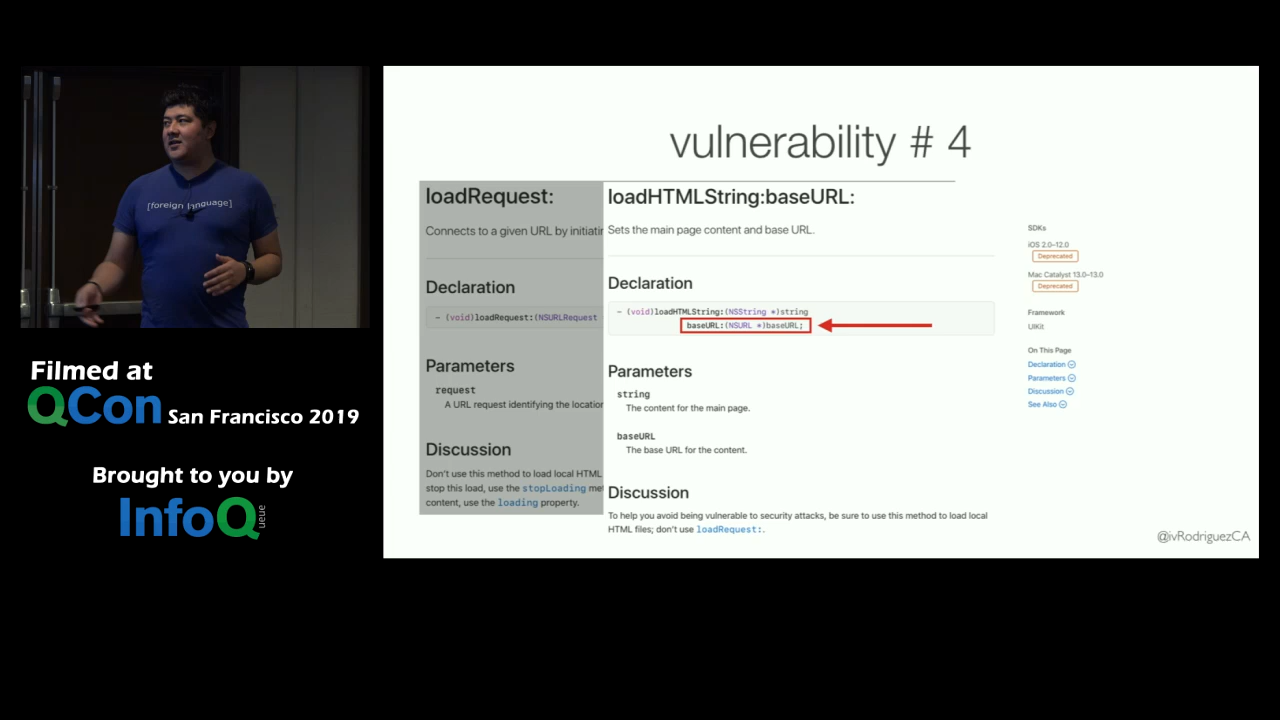 [foreign language]
Filmed at
QCon San Francisco 2019
Brought to you by
InfoQ
vulnerability # 4
loadRequest:
Connects to a given URL by initiatin
Declaration
- (void)loadRequest:(NSURLRequest
Parameters
request
A URL request identifying the location
Discussion
Don't use this method to load local HTML
stop this load, use the stopLoading met
content, use the loading property.
loadHTMLString:baseURL:
Sets the main page content and base URL.
Declaration
- (void)loadHTMLString:(NSString *)string
baseURL:(NSURL *)baseURL;
Parameters
string
The content for the main page.
baseURL
The base URL for the content.
Discussion
To help you avoid being vulnerable to security attacks, be sure to use this method to load local
HTML files; don't use loadRequest:.
SDKs
iOS 2.0–12.0
Deprecated
Mac Catalyst 13.0–13.0
Deprecated
Framework
UIKit
On This Page
Declaration
Parameters
Discussion
See Also
@ivRodriguezCA